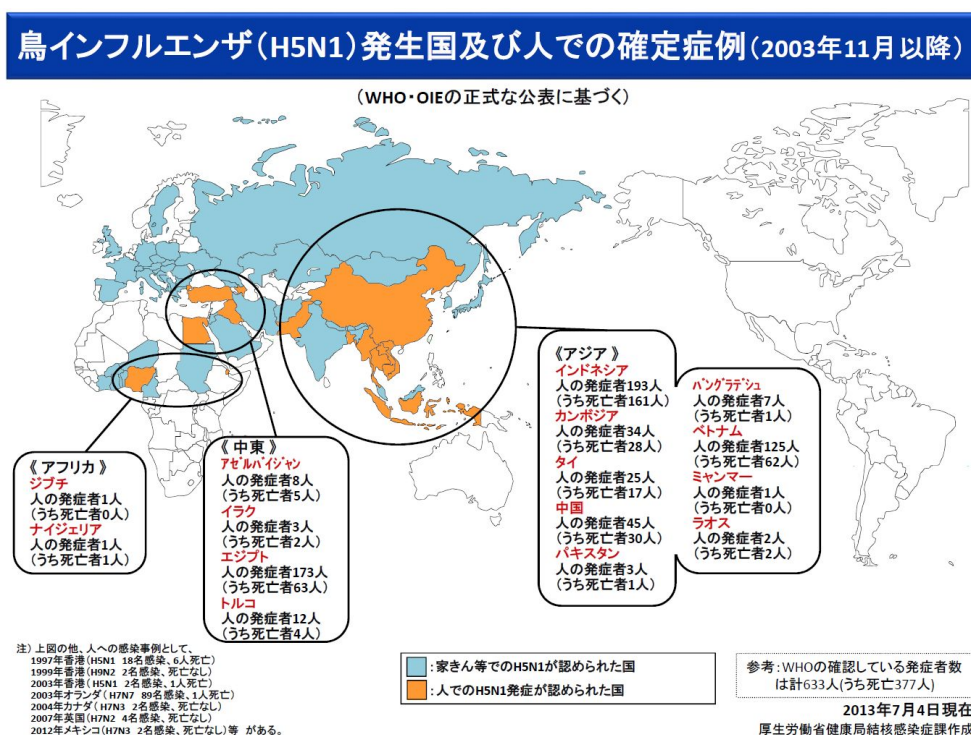 鳥インフルエンザ(H5N1)発生国及び人での確定症例(2003年11月以降)
(WHO・OIEの正式な公表に基づく)
《 アフリカ 》
ジブチ
人の発症者1人
(うち死亡者0人)
ナイジェリア
人の発症者1人
(うち死亡者1人)
《 中東 》
アゼルバイジャン
人の発症者8人
(うち死亡者5人)
イラク
人の発症者3人
(うち死亡者2人)
エジプト
人の発症者173人
(うち死亡者63人)
トルコ
人の発症者12人
(うち死亡者4人)
《アジア 》
インドネシア
人の発症者193人
(うち死亡者161人)
カンボジア
人の発症者34人
(うち死亡者28人)
タイ
人の発症者25人
(うち死亡者17人)
中国
人の発症者45人
(うち死亡者30人)
パキスタン
人の発症者3人
(うち死亡者1人)
バングラデシュ
人の発症者7人
(うち死亡者1人)
ベトナム
人の発症者125人
(うち死亡者62人)
ミャンマー
人の発症者1人
(うち死亡者0人)
ラオス
人の発症者2人
(うち死亡者2人)
注) 上図の他、人への感染事例として、
1997年香港(H5N1 18名感染、6人死亡)
1999年香港(H9N2 2名感染、死亡なし)
2003年香港(H5N1 2名感染、1人死亡)
2003年オランダ(H7N7 89名感染、1人死亡)
2004年カナダ(H7N3 2名感染、死亡なし)
2007年英国(H7N2 4名感染、死亡なし)
2012年メキシコ(H7N3 2名感染、死亡なし)等 がある。
:家きん等でのH5N1が認められた国
:人でのH5N1発症が認められた国
参考:WHOの確認している発症者数
は計633人(うち死亡377人)
2013年7月4日現在
厚生労働省健康局結核感染症課作成